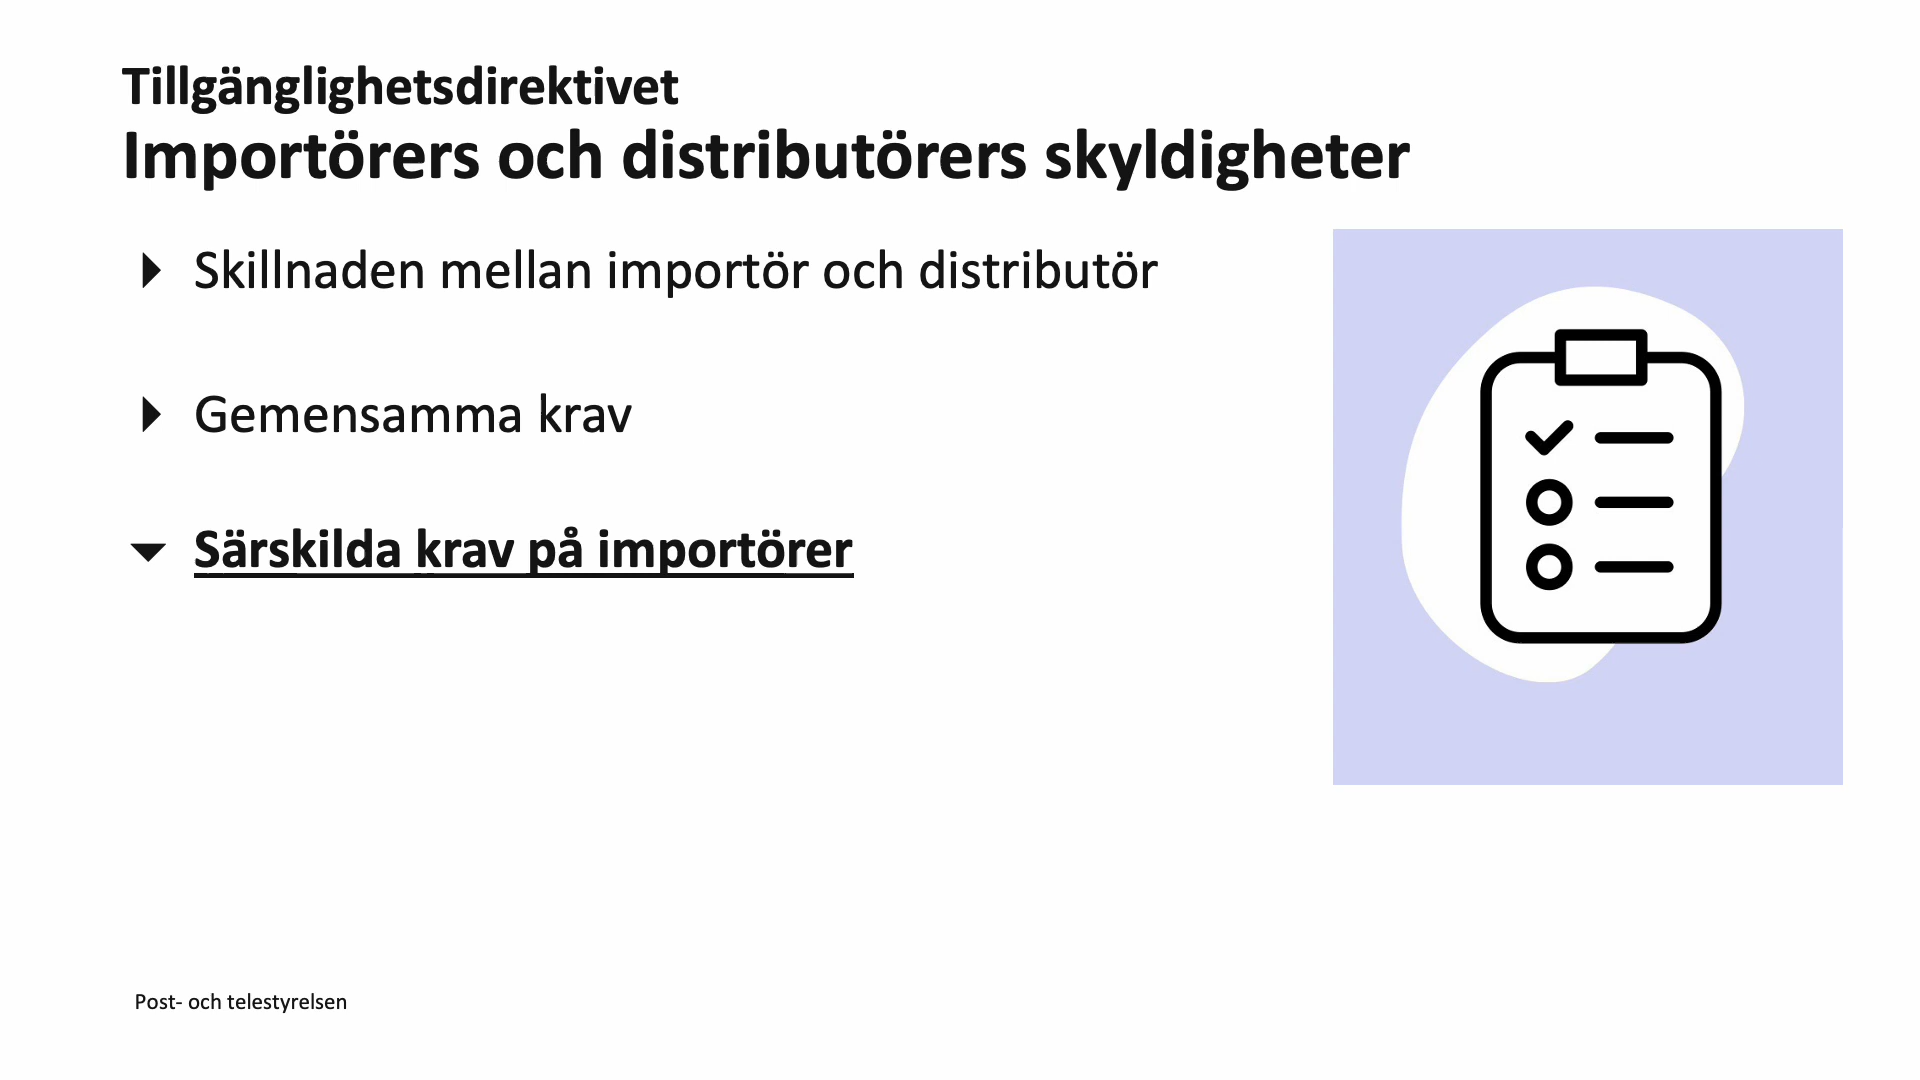 Tillgänglighetsdirektivet
Importörers och distributörers skyldigheter
Skillnaden mellan importör och distributör
Gemensamma krav
Särskilda krav på importörer
Post- och telestyrelsen